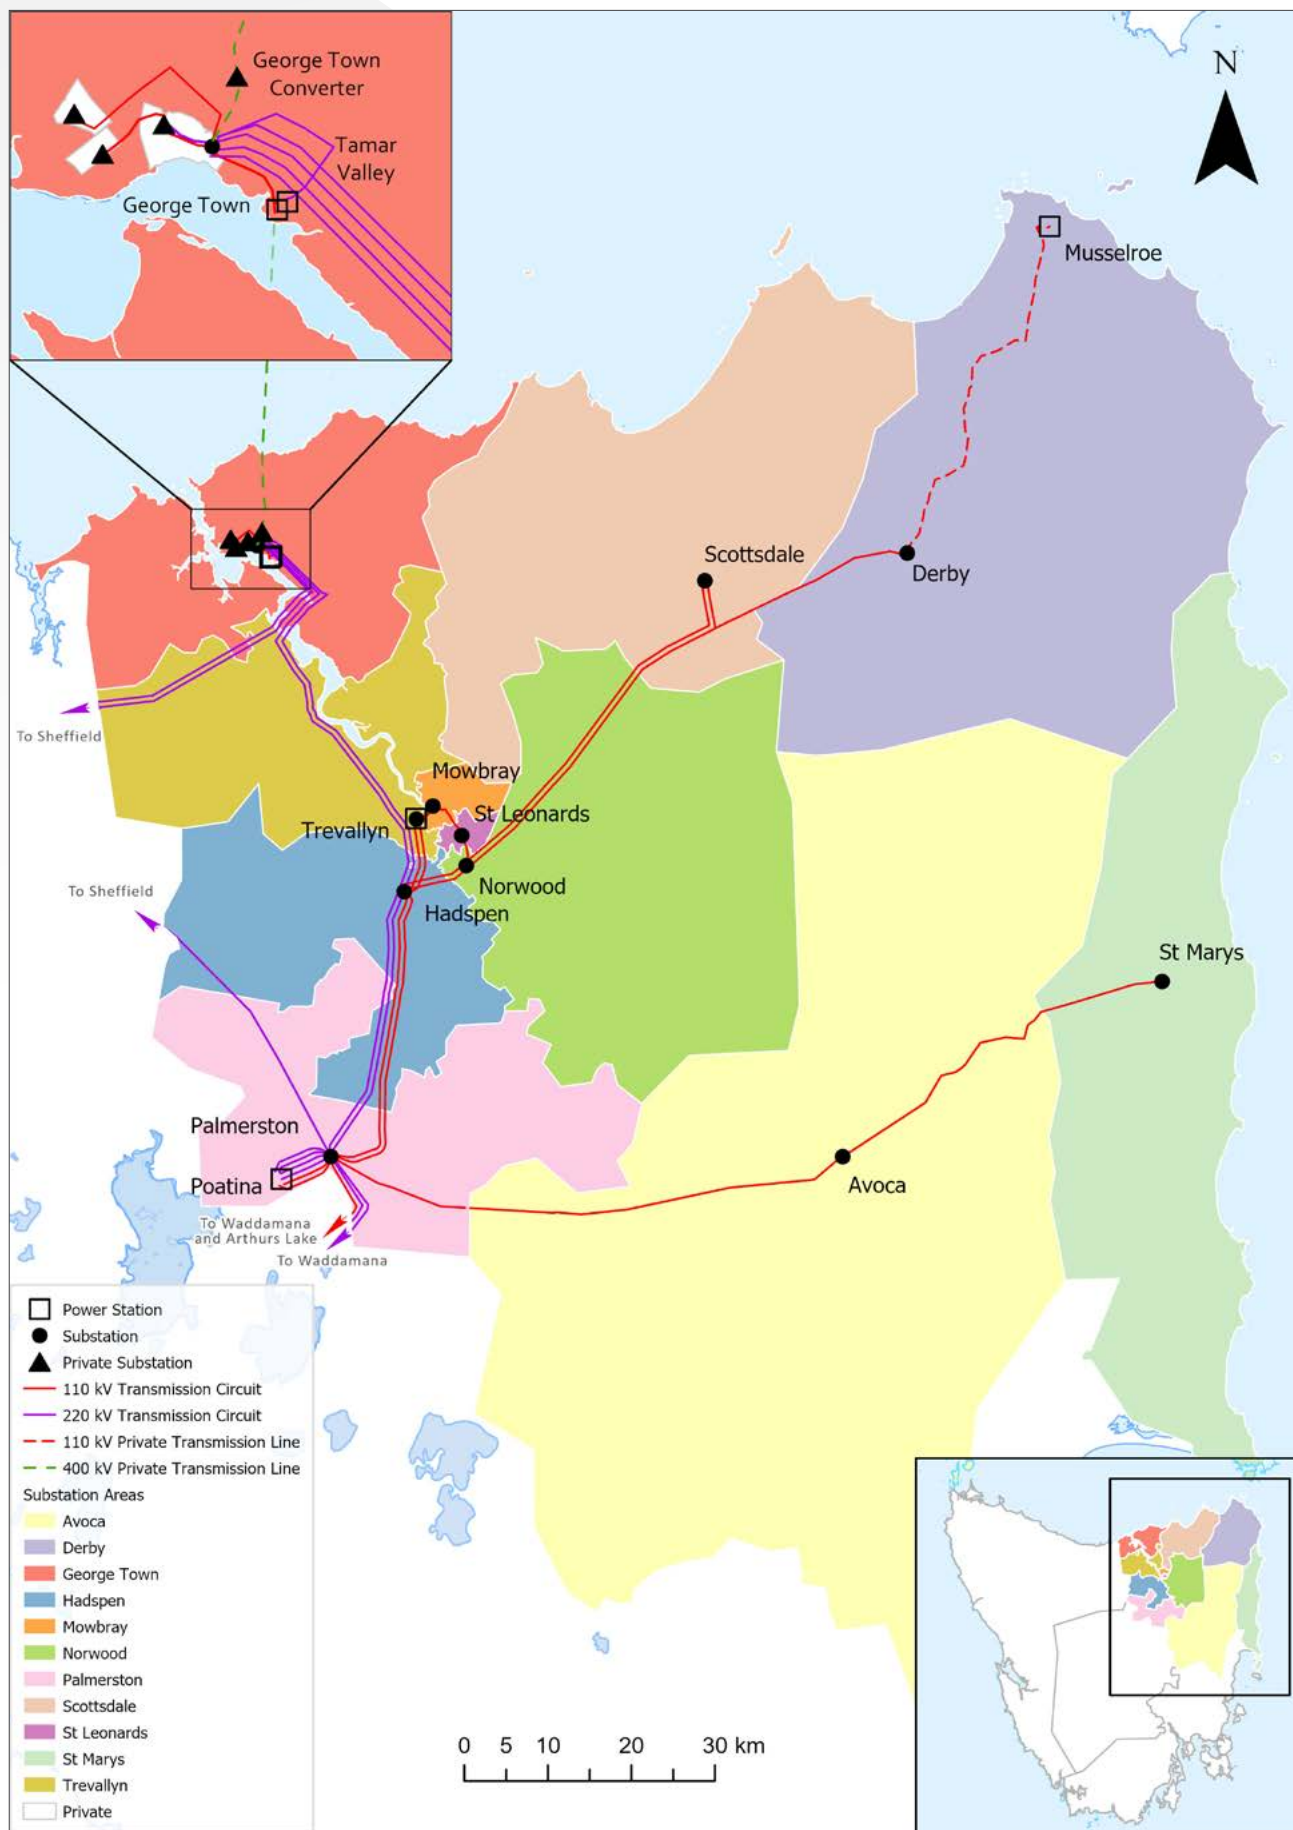 George Town
Converter
Tamar
Valley
George Town
N
Musselroe
Scottsdale
Derby
To Sheffield
Mowbray
St Leonards
Trevallyn
Norwood
To Sheffield
Hadspen
St Marys
Palmerston
Poatina
Avoca
To Waddamana
and Arthurs Lake
To Waddamana
Power Station
Substation
Private Substation
110 kV Transmission Circuit
220 kV Transmission Circuit
110 kV Private Transmission Line
400 kV Private Transmission Line
Substation Areas
Avoca
Derby
George Town
Hadspen
Mowbray
Norwood
Palmerston
Scottsdale
St Leonards
St Marys
Trevallyn
Private
0 5 10 20 30 km